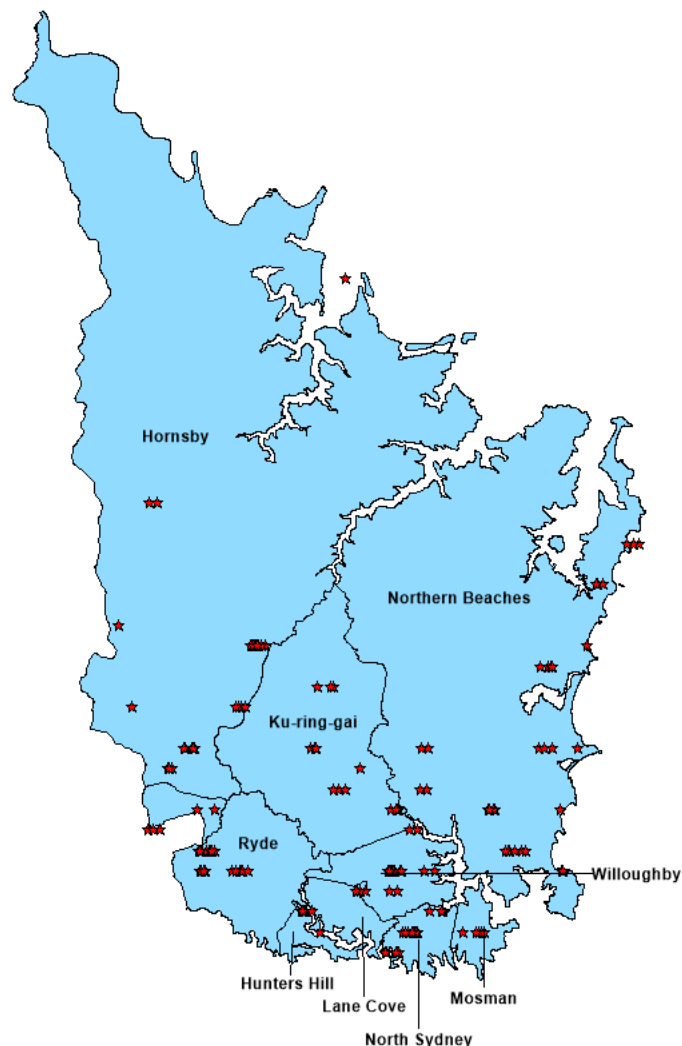 Hornsby
Northern Beaches
Ku-ring-gai
Ryde
Willoughby
Hunters Hill
Lane Cove
Mosman
North Sydney